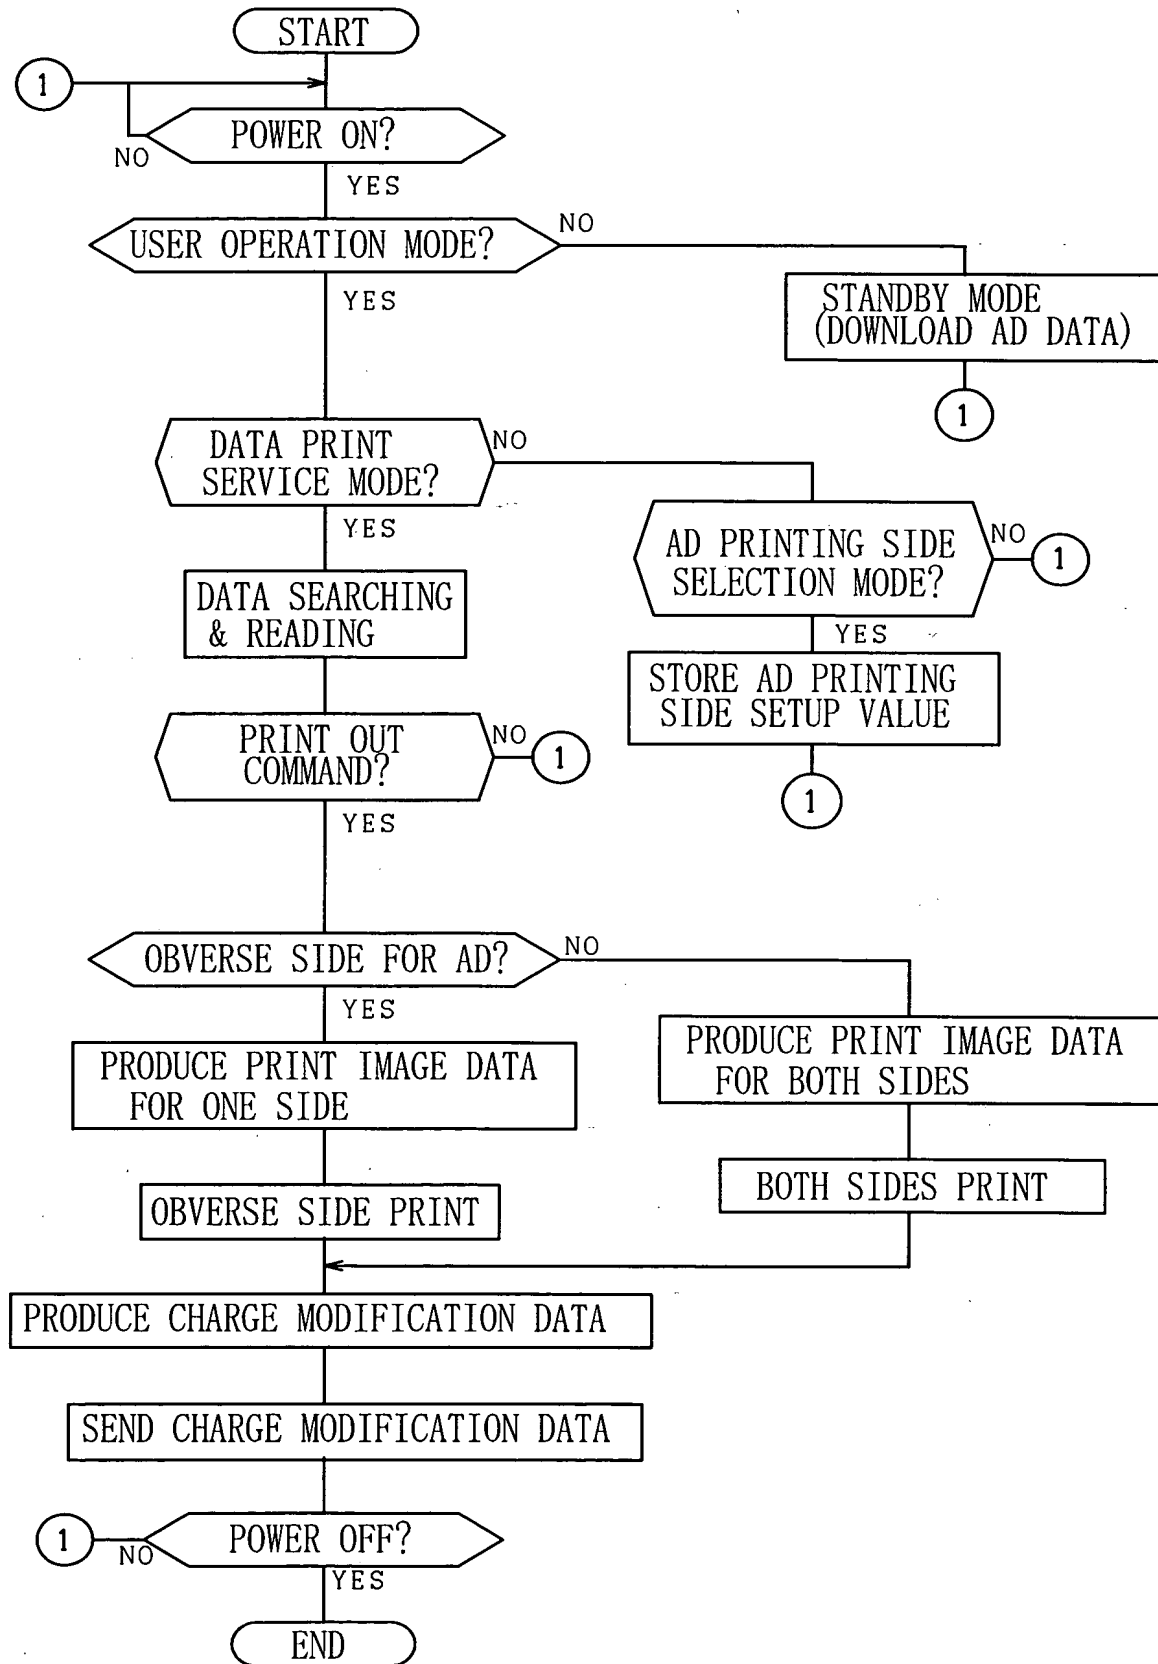 START
1
POWER ON?
NO
YES
USER OPERATION MODE?
NO
YES
STANDBY MODE
(DOWNLOAD AD DATA)
1
DATA PRINT
SERVICE MODE?
NO
YES
AD PRINTING SIDE
SELECTION MODE?
NO
1
YES
DATA SEARCHING
& READING
STORE AD PRINTING
SIDE SETUP VALUE
1
PRINT OUT
COMMAND?
NO
1
YES
OBVERSE SIDE FOR AD?
NO
YES
PRODUCE PRINT IMAGE DATA
FOR ONE SIDE
PRODUCE PRINT IMAGE DATA
FOR BOTH SIDES
OBVERSE SIDE PRINT
BOTH SIDES PRINT
PRODUCE CHARGE MODIFICATION DATA
SEND CHARGE MODIFICATION DATA
1
NO
POWER OFF?
YES
END